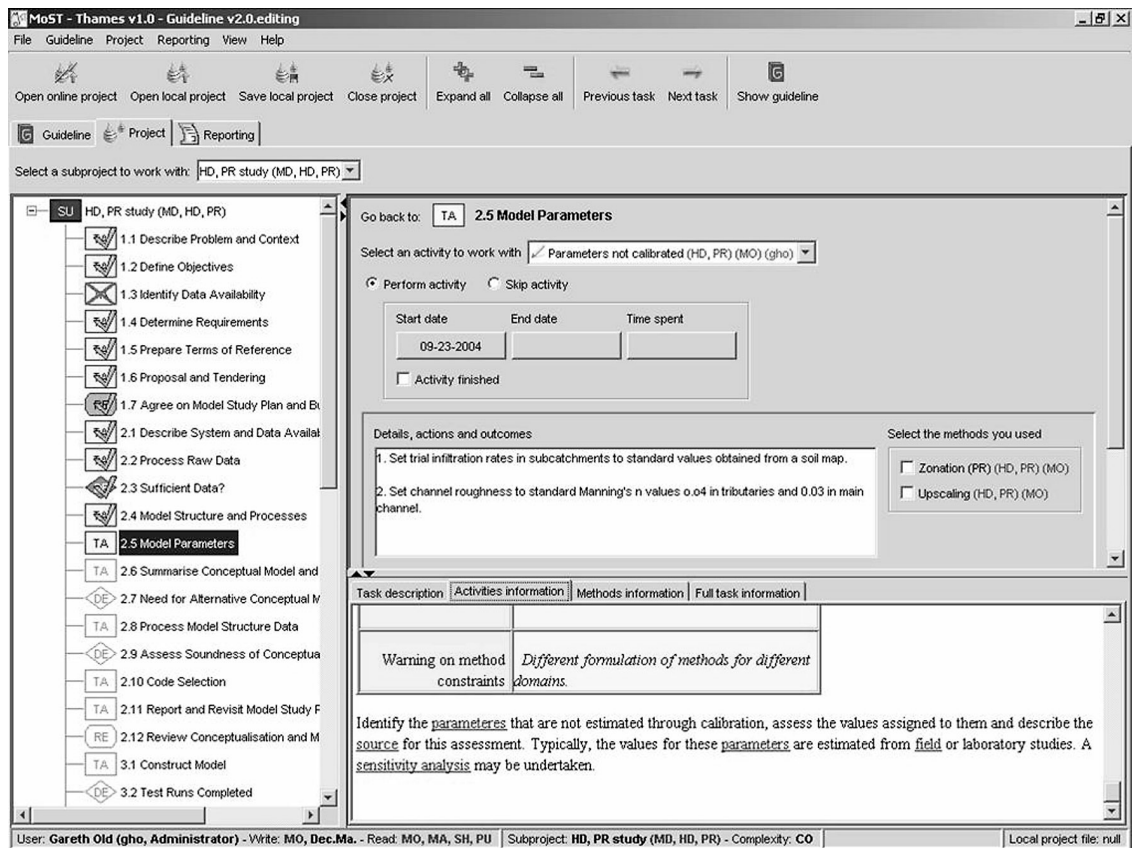 MoST - Thames v1.0 - Guideline v2.0.editing
File Guideline Project Reporting View Help
Open online project Open local project Save local project Close project Expand all Collapse all Previous task Next task Show guideline
Guideline Project Reporting
Select a subproject to work with: HD, PR study (MD, HD, PR)
SU HD, PR study (MD, HD, PR)
1.1 Describe Problem and Context
1.2 Define Objectives
1.3 Identify Data Availability
1.4 Determine Requirements
1.5 Prepare Terms of Reference
1.6 Proposal and Tendering
1.7 Agree on Model Study Plan and Bu
2.1 Describe System and Data Availab
2.2 Process Raw Data
2.3 Sufficient Data?
2.4 Model Structure and Processes
TA 2.5 Model Parameters
TA 2.6 Summarise Conceptual Model and
DE 2.7 Need for Alternative Conceptual M
TA 2.8 Process Model Structure Data
DE 2.9 Assess Soundness of Conceptua
TA 2.10 Code Selection
TA 2.11 Report and Revisit Model Study P
RE 2.12 Review Conceptualisation and M
TA 3.1 Construct Model
DE 3.2 Test Runs Completed
Go back to: TA 2.5 Model Parameters
Select an activity to work with Parameters not calibrated (HD, PR) (MO) (gho)
Perform activity Skip activity
Start date End date Time spent
09-23-2004
Activity finished
Details, actions and outcomes
1. Set trial infiltration rates in subcatchments to standard values obtained from a soil map.
2. Set channel roughness to standard Manning's n values o.o4 in tributaries and 0.03 in main
channel.
Select the methods you used
Zonation (PR) (HD, PR) (MO)
Upscaling (HD, PR) (MO)
Task description Activities information Methods information Full task information
Warning on method Different formulation of methods for different
constraints domains.
Identify the parameteres that are not estimated through calibration, assess the values assigned to them and describe the
source for this assessment. Typically, the values for these parameters are estimated from field or laboratory studies. A
sensitivity analysis may be undertaken.
User: Gareth Old (gho, Administrator) - Write: MO, Dec.Ma. - Read: MO, MA, SH, PU Subproject: HD, PR study (MD, HD, PR) - Complexity: CO Local project file: null